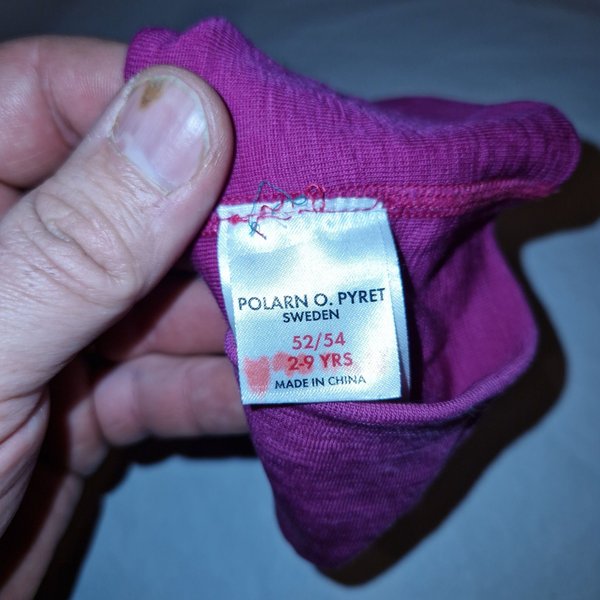 POLARN O. PYRET
SWEDEN
52/54
2-9 YRS
MADE IN CHINA